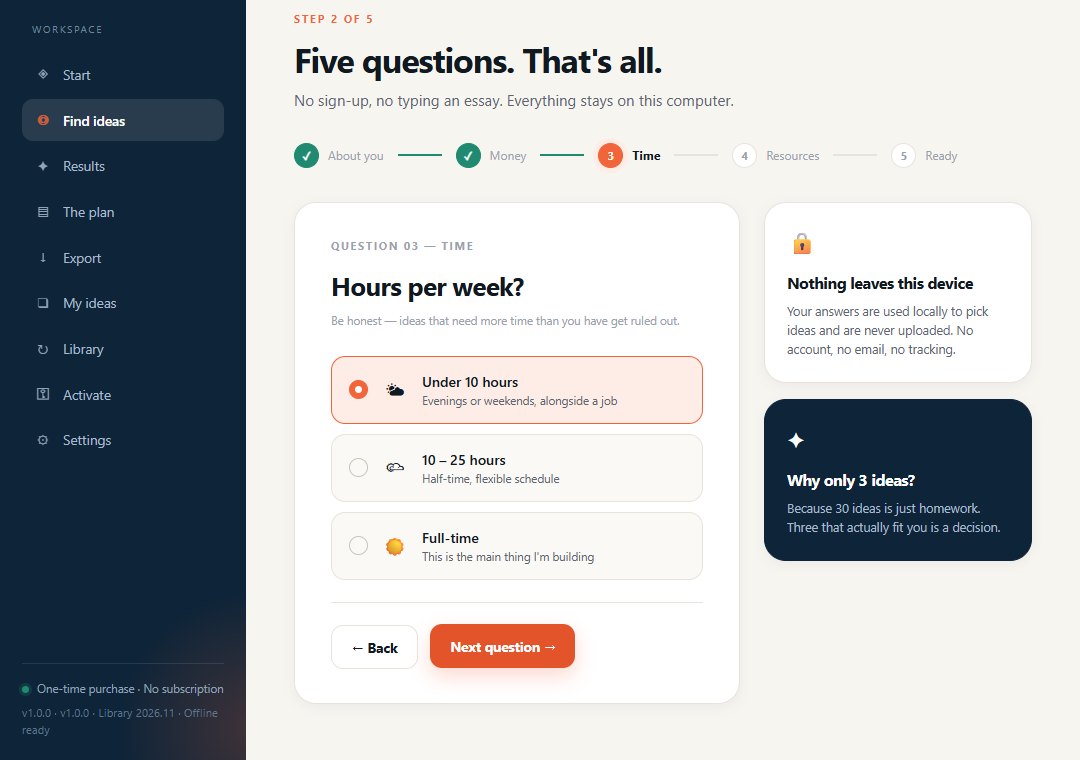 WORKSPACE
Start
Find ideas
Results
The plan
Export
My ideas
Library
Activate
Settings
One-time purchase · No subscription
v1.0.0 · v1.0.0 · Library 2026.11 · Offline
ready
STEP 2 OF 5
Five questions. That's all.
No sign-up, no typing an essay. Everything stays on this computer.
About you
Money
3 Time
4 Resources
5 Ready
QUESTION 03 — TIME
Hours per week?
Be honest — ideas that need more time than you have get ruled out.
Under 10 hours
Evenings or weekends, alongside a job
10 – 25 hours
Half-time, flexible schedule
Full-time
This is the main thing I'm building
← Back
Next question →
Nothing leaves this device
Your answers are used locally to pick
ideas and are never uploaded. No
account, no email, no tracking.
Why only 3 ideas?
Because 30 ideas is just homework.
Three that actually fit you is a decision.